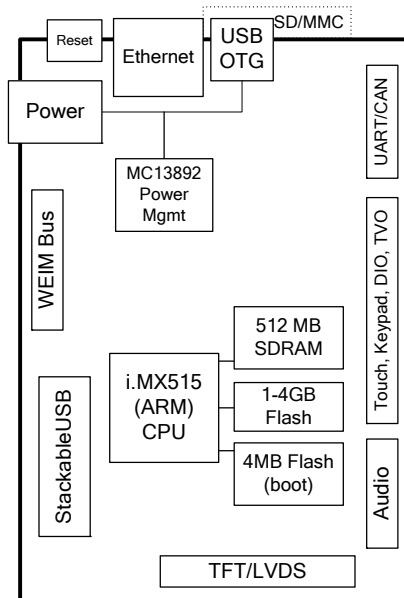 SD/MMC
Reset
Ethernet
USB
OTG
Power
UART/CAN
MC13892
Power
Mgmt
WEIM Bus
Touch, Keypad, DIO, TVO
512 MB
SDRAM
i.MX515
(ARM)
CPU
1-4GB
Flash
StackableUSB
4MB Flash
(boot)
Audio
TFT/LVDS